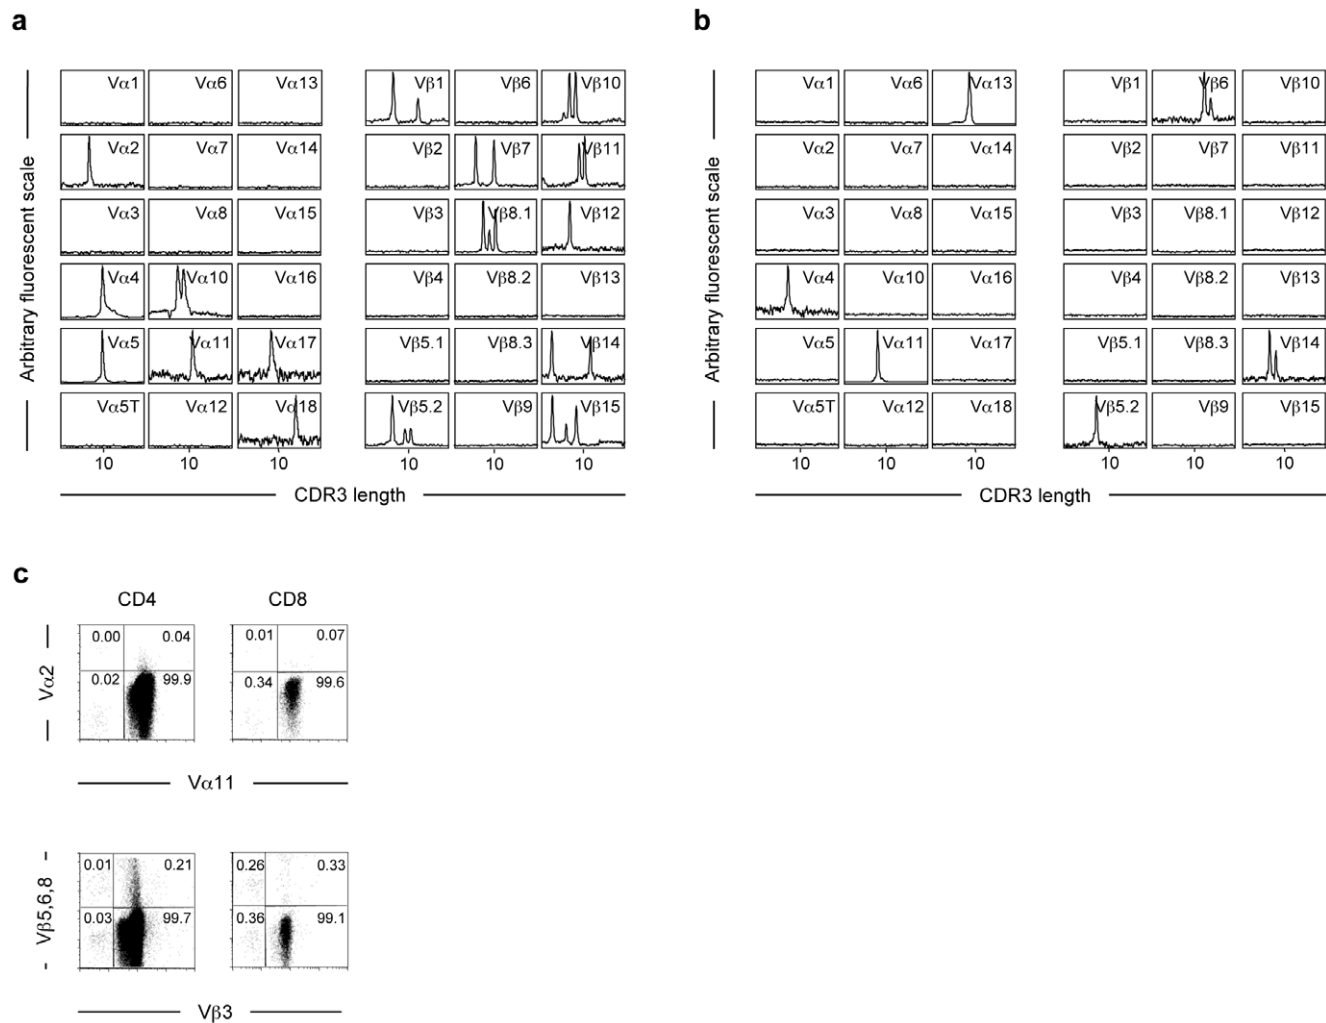 a
b
Arbitrary fluorescent scale
Vα1 Vα6 Vα13 Vβ1 Vβ6 Vβ10
Vα2 Vα7 Vα14 Vβ2 Vβ7 Vβ11
Vα3 Vα8 Vα15 Vβ3 Vβ8.1 Vβ12
Vα4 Vα10 Vα16 Vβ4 Vβ8.2 Vβ13
Vα5 Vα11 Vα17 Vβ5.1 Vβ8.3 Vβ14
Vα5T Vα12 Vα18 Vβ5.2 Vβ9 Vβ15
10 10 10 10 10 10
CDR3 length
Arbitrary fluorescent scale
Vα1 Vα6 Vα13 Vβ1 Vβ6 Vβ10
Vα2 Vα7 Vα14 Vβ2 Vβ7 Vβ11
Vα3 Vα8 Vα15 Vβ3 Vβ8.1 Vβ12
Vα4 Vα10 Vα16 Vβ4 Vβ8.2 Vβ13
Vα5 Vα11 Vα17 Vβ5.1 Vβ8.3 Vβ14
Vα5T Vα12 Vα18 Vβ5.2 Vβ9 Vβ15
10 10 10 10 10 10
CDR3 length
c
CD4 CD8
Vα2
0.00 0.04 0.01 0.07
0.02 99.9 0.34 99.6
Vα11
Vβ5,6,8
0.01 0.21 0.26 0.33
0.03 99.7 0.36 99.1
Vβ3